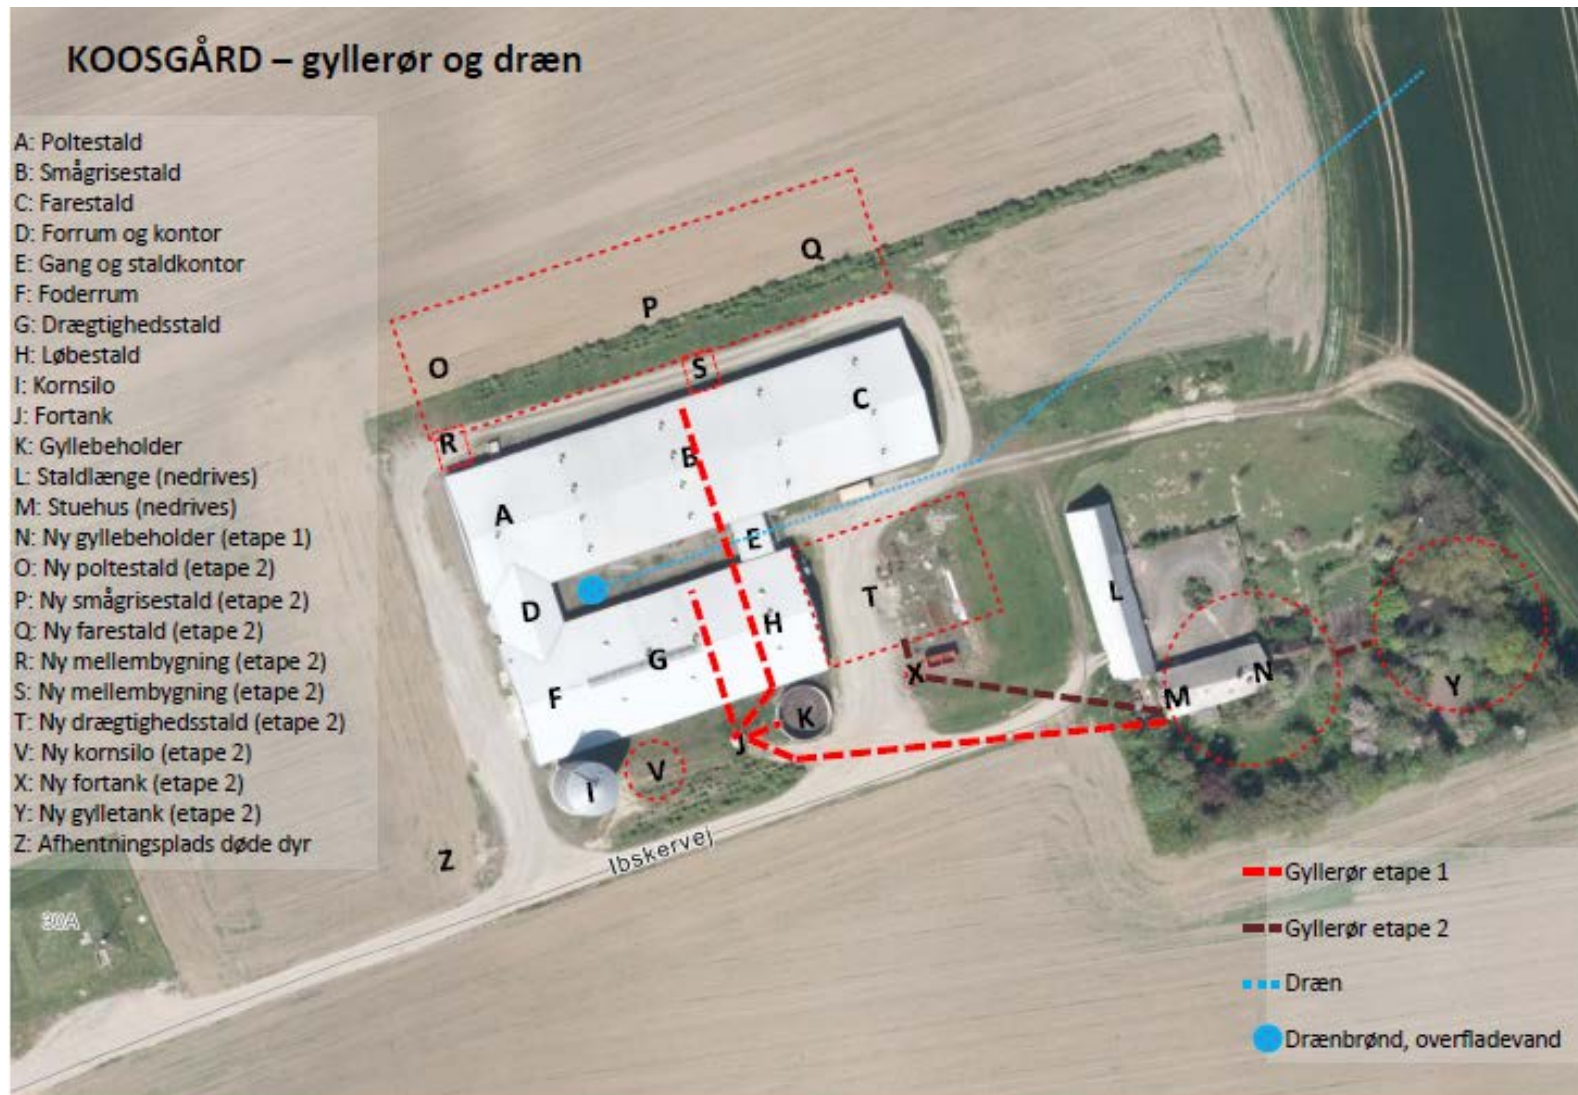 KOOSGÅRD – gyllerør og dræn
A: Poltestald
B: Smågrisestald
C: Farestald
D: Forrum og kontor
E: Gang og staldkontor
F: Foderrum
G: Drægtighedsstald
H: Løbestald
I: Kornsilo
J: Fortank
K: Gyllebeholder
L: Staldlænge (nedrives)
M: Stuehus (nedrives)
N: Ny gyllebeholder (etape 1)
O: Ny poltestald (etape 2)
P: Ny smågrisestald (etape 2)
Q: Ny farestald (etape 2)
R: Ny mellembygning (etape 2)
S: Ny mellembygning (etape 2)
T: Ny drægtighedsstald (etape 2)
V: Ny kornsilo (etape 2)
X: Ny fortank (etape 2)
Y: Ny gylletank (etape 2)
Z: Afhentningsplads døde dyr
Q
P
O
S
R
C
B
A
E
D
T
L
H
G
X
N
F
M
Y
K
J
V
I
Z
Ibskervej
30A
Gyllerør etape 1
Gyllerør etape 2
Dræn
Drænbrønd, overfladevand